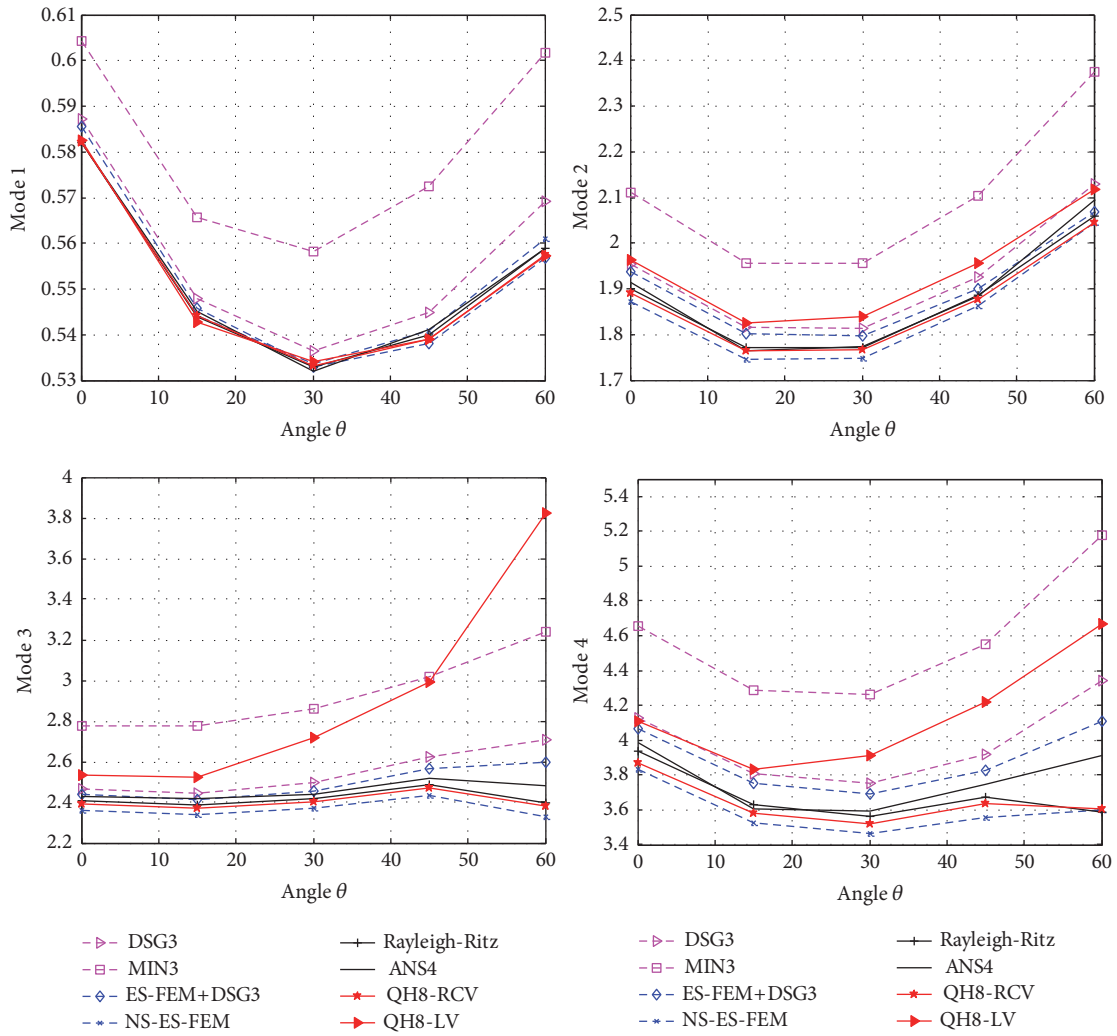 0.61
0.6
0.59
0.58
0.57
0.56
0.55
0.54
0.53
Mode 1
0 10 20 30 40 50 60
Angle θ
2.5
2.4
2.3
2.2
2.1
2
1.9
1.8
1.7
Mode 2
0 10 20 30 40 50 60
Angle θ
4
3.8
3.6
3.4
3.2
3
2.8
2.6
2.4
2.2
Mode 3
0 10 20 30 40 50 60
Angle θ
5.4
5.2
5
4.8
4.6
4.4
4.2
4
3.8
3.6
3.4
Mode 4
0 10 20 30 40 50 60
Angle θ
DSG3
MIN3
ES-FEM+DSG3
NS-ES-FEM
Rayleigh-Ritz
ANS4
QH8-RCV
QH8-LV
DSG3
MIN3
ES-FEM+DSG3
NS-ES-FEM
Rayleigh-Ritz
ANS4
QH8-RCV
QH8-LV